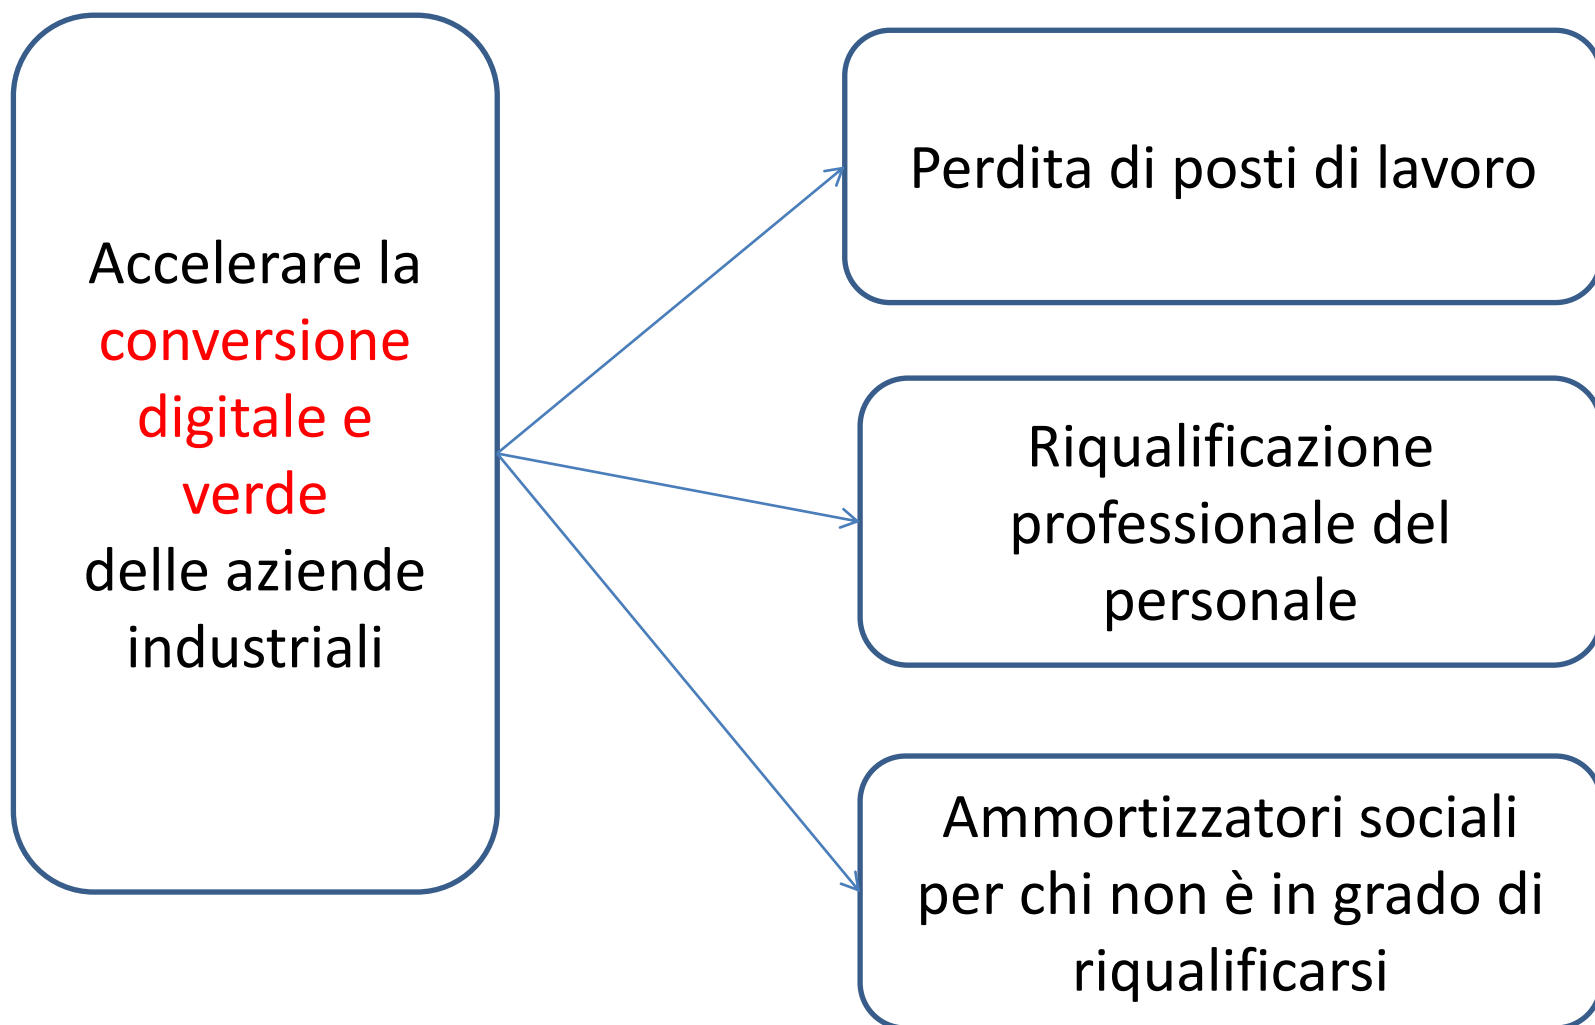 Accelerare la
conversione
digitale e
verde
delle aziende
industriali
Perdita di posti di lavoro
Riqualificazione
professionale del
personale
Ammortizzatori sociali
per chi non è in grado di
riqualificarsi